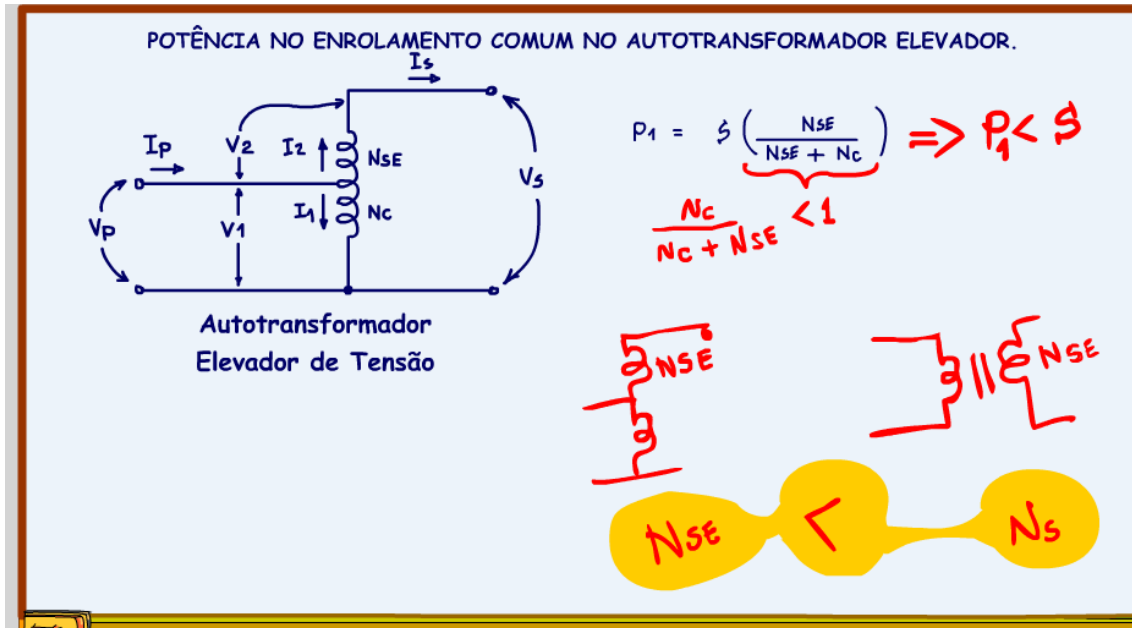 POTÊNCIA NO ENROLAMENTO COMUM NO AUTOTRANSFORMADOR ELEVADOR.
Is
Ip
V2
I2
NSE
Vp
V1
I1
Nc
Vs
Autotransformador
Elevador de Tensão
P1 = S ( NSE / NSE + Nc ) => P1 < S
Nc / Nc + NSE < 1
NSE
NSE
NSE < Ns